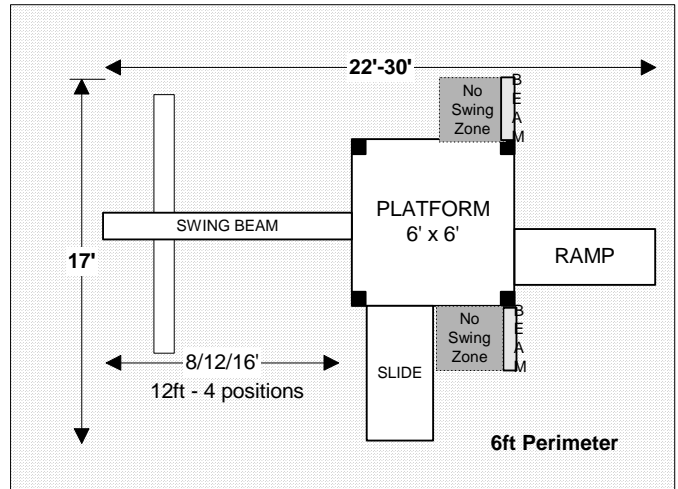 22'-30'
No
Swing
Zone
B
E
A
M
PLATFORM
6' x 6'
SWING BEAM
RAMP
17'
No
Swing
Zone
B
E
A
M
8/12/16'
12ft - 4 positions
SLIDE
6ft Perimeter